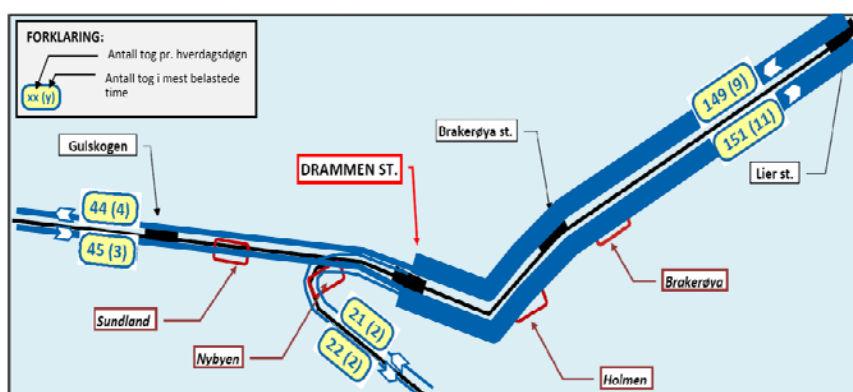 FORKLARING:
Antall tog pr. hverdagsdøgn
Antall tog i mest belastede
time
xx (y)
149 (9)
151 (11)
Brakerøya st.
Gulskogen
DRAMMEN ST.
Lier st.
44 (4)
45 (3)
Brakerøya
Sundland
21 (2)
22 (2)
Nybyen
Holmen